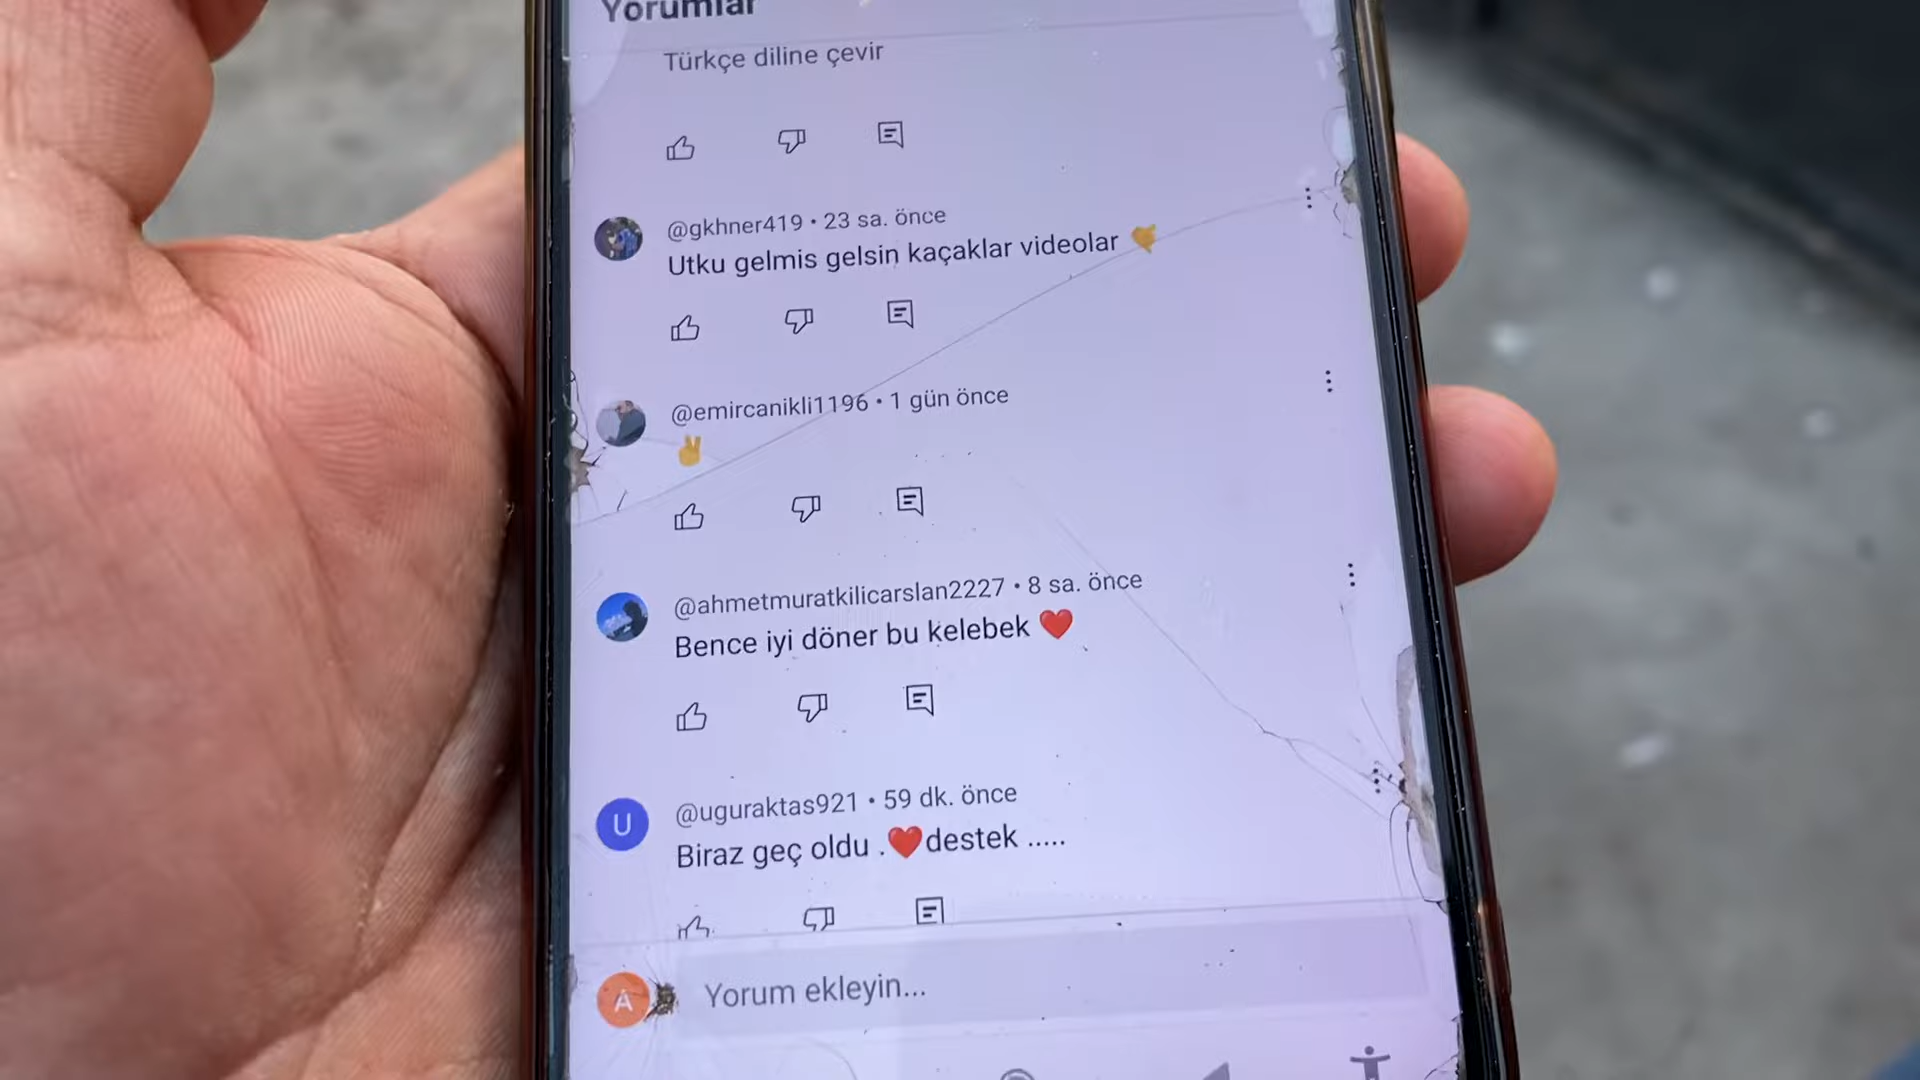 Yorumlar
Türkçe diline çevir
@gkhner419 • 23 sa. önce
Utku gelmis gelsin kaçaklar videolar
@emircanikli1196 • 1 gün önce
✌
@ahmetmuratkilicarslan2227 • 8 sa. önce
Bence iyi döner bu kelebek ❤️
U
@uguraktas921 • 59 dk. önce
Biraz geç oldu .❤️destek .....
A
Yorum ekleyin...